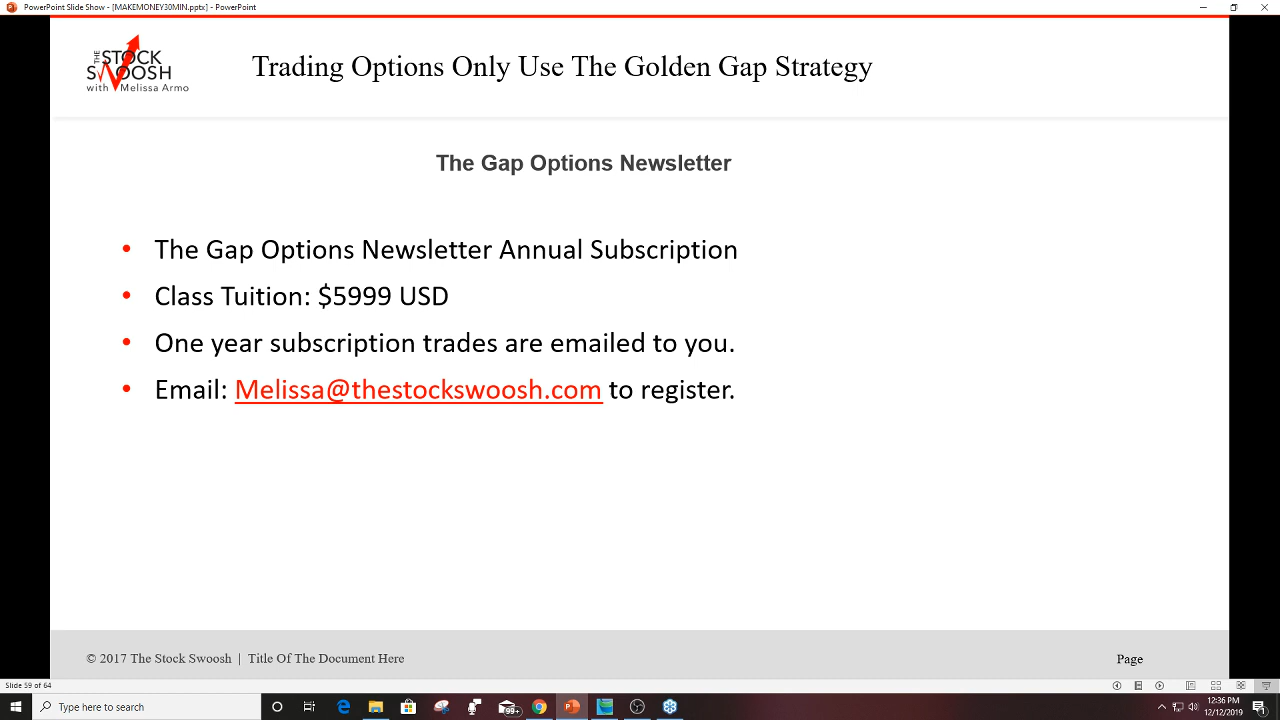 PowerPoint Slide Show - [MAKEMONEY30MIN.pptx] - PowerPoint
THE STOCK
SWOOSH
with Melissa Armo
Trading Options Only Use The Golden Gap Strategy
The Gap Options Newsletter
• The Gap Options Newsletter Annual Subscription
• Class Tuition: $5999 USD
• One year subscription trades are emailed to you.
• Email: Melissa@thestockswoosh.com to register.
© 2017 The Stock Swoosh | Title Of The Document Here
Page
Slide 59 of 64
Type here to search
99+
12:36 PM
12/12/2019
1